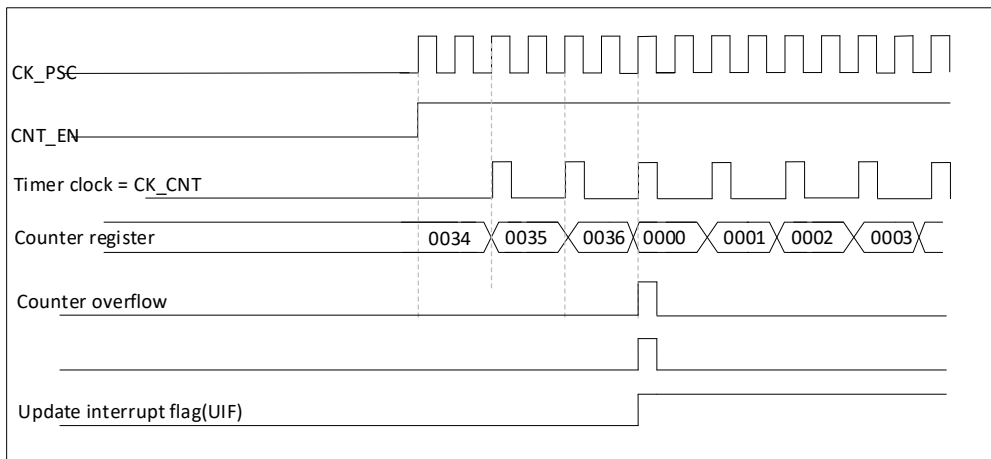 CK_PSC
CNT_EN
Timer clock = CK_CNT
Counter register 0034 0035 0036 0000 0001 0002 0003
Counter overflow
Update interrupt flag(UIF)